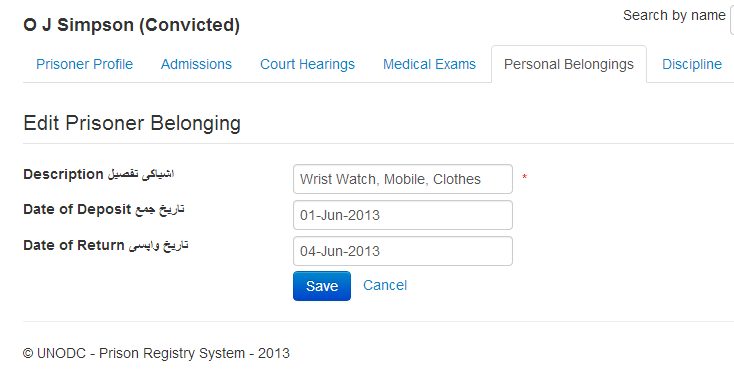 O J Simpson (Convicted)
Search by name
Prisoner Profile Admissions Court Hearings Medical Exams Personal Belongings Discipline
Edit Prisoner Belonging
Description اشیاکی تفصیل
Wrist Watch, Mobile, Clothes *
Date of Deposit تاریخ جمع
01-Jun-2013
Date of Return تاریخ واپسی
04-Jun-2013
Save Cancel
© UNODC - Prison Registry System - 2013